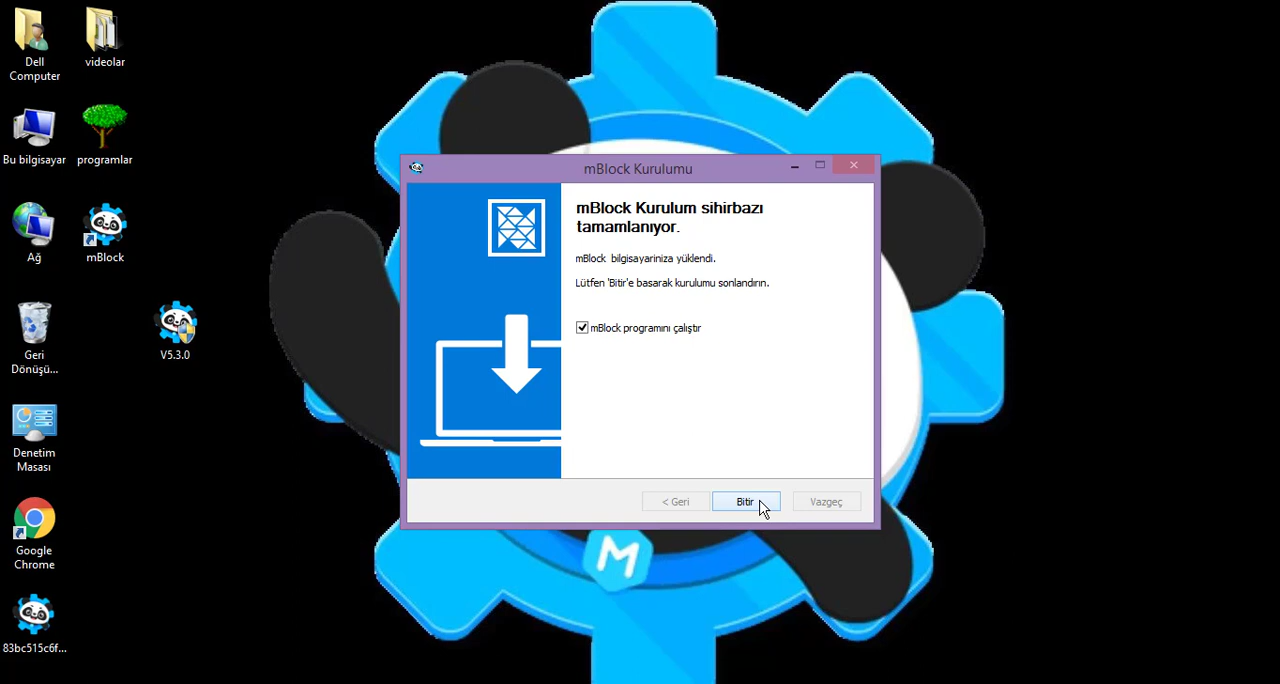 Dell
Computer
videolar
Bu bilgisayar
programlar
Ağ
mBlock
Geri
Dönüşü...
V5.3.0
Denetim
Masası
Google
Chrome
83bc515c6f...
mBlock Kurulumu
mBlock Kurulum sihirbazı
tamamlanıyor.
mBlock bilgisayariniza yüklendi.
Lütfen 'Bitir'e basarak kurulumu sonlandırın.
mBlock programını çalıştır
< Geri
Bitir
Vazgeç
M